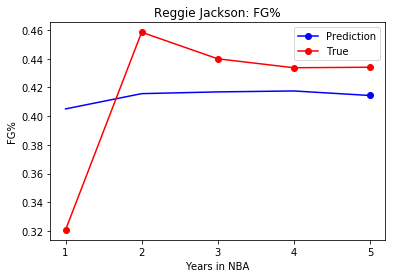 Reggie Jackson: FG%
Prediction
True
0.46
0.44
0.42
0.40
0.38
0.36
0.34
0.32
FG%
1 2 3 4 5
Years in NBA